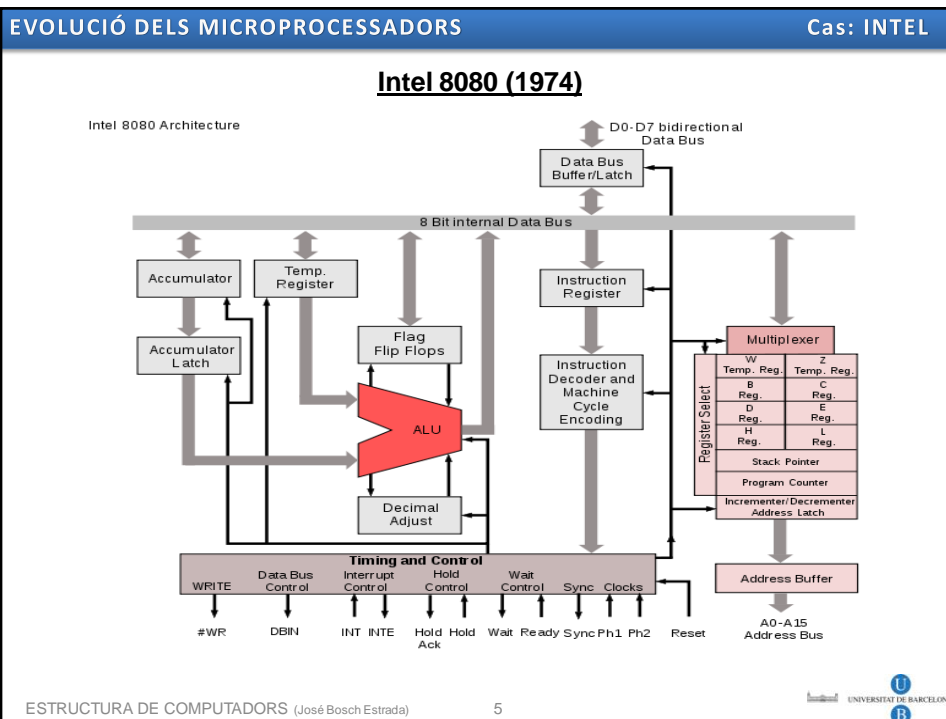 EVOLUCIÓ DELS MICROPROCESSADORS
Cas: INTEL
Intel 8080 (1974)
Intel 8080 Architecture
D0-D7 bidirectional
Data Bus
Data Bus
Buffer/Latch
8 Bit internal Data Bus
Accumulator
Temp.
Register
Instruction
Register
Flag
Flip Flops
Accumulator
Latch
Multiplexer
W
Temp. Reg.
Z
Temp. Reg.
B
Reg.
C
Reg.
D
Reg.
E
Reg.
H
Reg.
L
Reg.
Register Select
Stack Pointer
Program Counter
Incrementer/Decrementer
Address Latch
Instruction
Decoder and
Machine
Cycle
Encoding
ALU
Decimal
Adjust
Timing and Control
WRITE
Data Bus
Control
Interrupt
Control
Hold
Control
Wait
Control
Sync
Clocks
Address Buffer
#WR
DBIN
INT
INTE
Hold
Ack
Hold
Wait
Ready
Sync
Ph1
Ph2
Reset
A0-A15
Address Bus
ESTRUCTURA DE COMPUTADORS (José Bosch Estrada)
5
U
UNIVERSITAT DE BARCELON
B